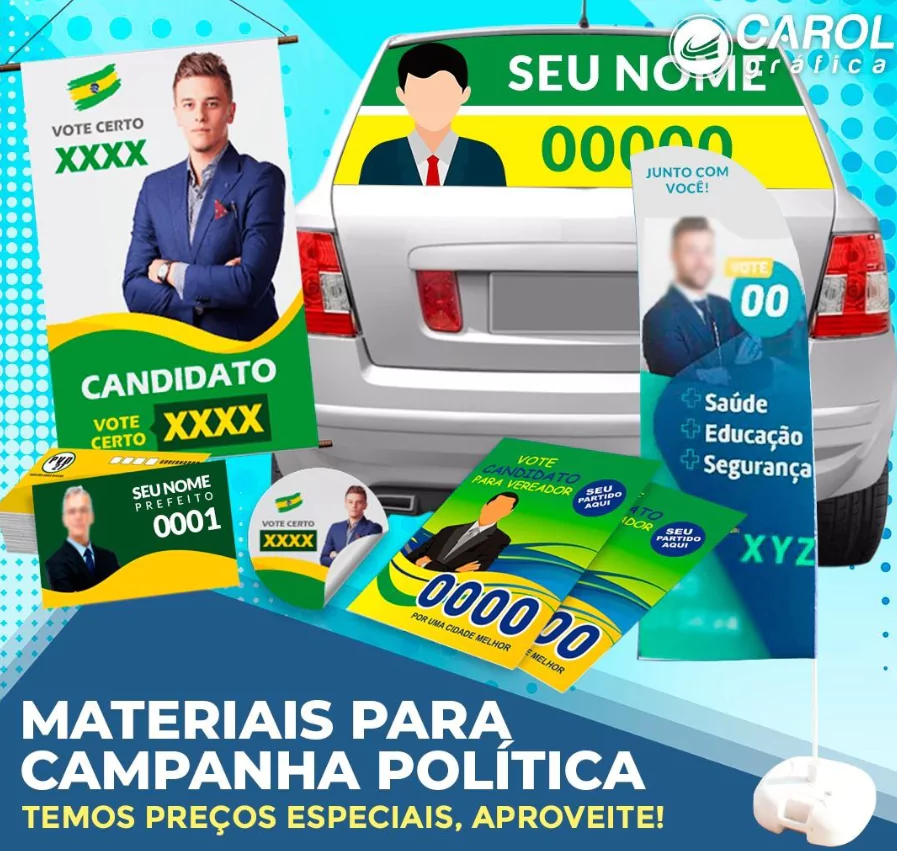 CAROL
gráfica
VOTE CERTO
XXXX
CANDIDATO
VOTE
CERTO
XXXX
SEU NOME
00000
JUNTO COM
VOCÊ!
VOTE
00
Saúde
Educação
Segurança
XYZ
SEU NOME
PREFEITO
0001
VOTE CERTO
XXXX
VOTE
CANDIDATO
PARA VEREADOR
SEU
PARTIDO
AQUI
0000
POR UMA CIDADE MELHOR
SEU
PARTIDO
AQUI
MATERIAIS PARA
CAMPANHA POLÍTICA
TEMOS PREÇOS ESPECIAIS, APROVEITE!